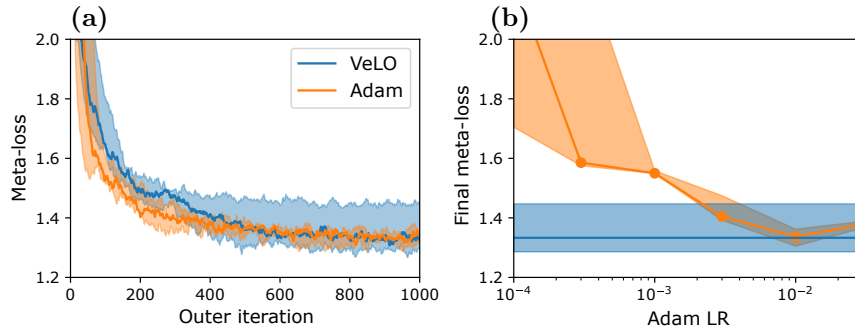 (a)
2.0
1.8
1.6
1.4
1.2
Meta-loss
0 200 400 600 800 1000
Outer iteration
VeLO
Adam
(b)
2.0
1.8
1.6
1.4
1.2
Final meta-loss
10⁻⁴ 10⁻³ 10⁻²
Adam LR